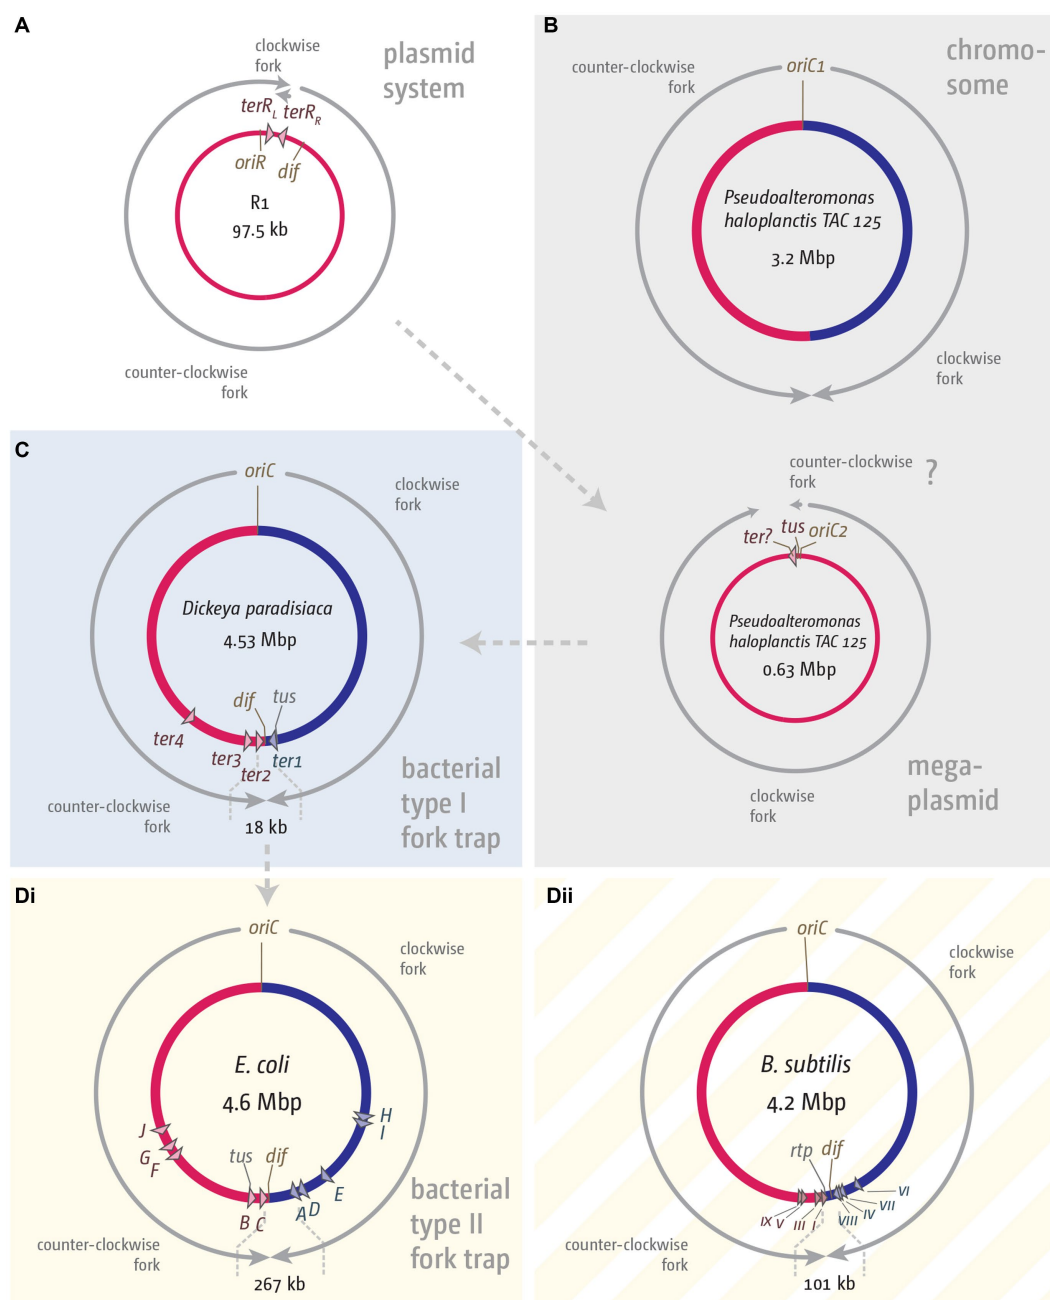 A
clockwise
fork
plasmid
system
terRL terRR
oriR
dif
R1
97.5 kb
counter-clockwise
fork
B
chromo-
some
counter-clockwise
fork
oriC1
Pseudoalteromonas
haloplanctis TAC 125
3.2 Mbp
clockwise
fork
counter-clockwise
fork
?
ter? tus oriC2
Pseudoalteromonas
haloplanctis TAC 125
0.63 Mbp
clockwise
fork
mega-
plasmid
C
oriC
clockwise
fork
Dickeya paradisiaca
4.53 Mbp
dif tus
ter4
ter3
ter2
ter1
counter-clockwise
fork
18 kb
bacterial
type I
fork trap
Di
oriC
clockwise
fork
E. coli
4.6 Mbp
H
I
J
G
F
tus dif
E
B C
A D
counter-clockwise
fork
267 kb
bacterial
type II
fork trap
Dii
oriC
clockwise
fork
B. subtilis
4.2 Mbp
rtp dif
VI
VII
IV
VIII
IX V III I
counter-clockwise
fork
101 kb